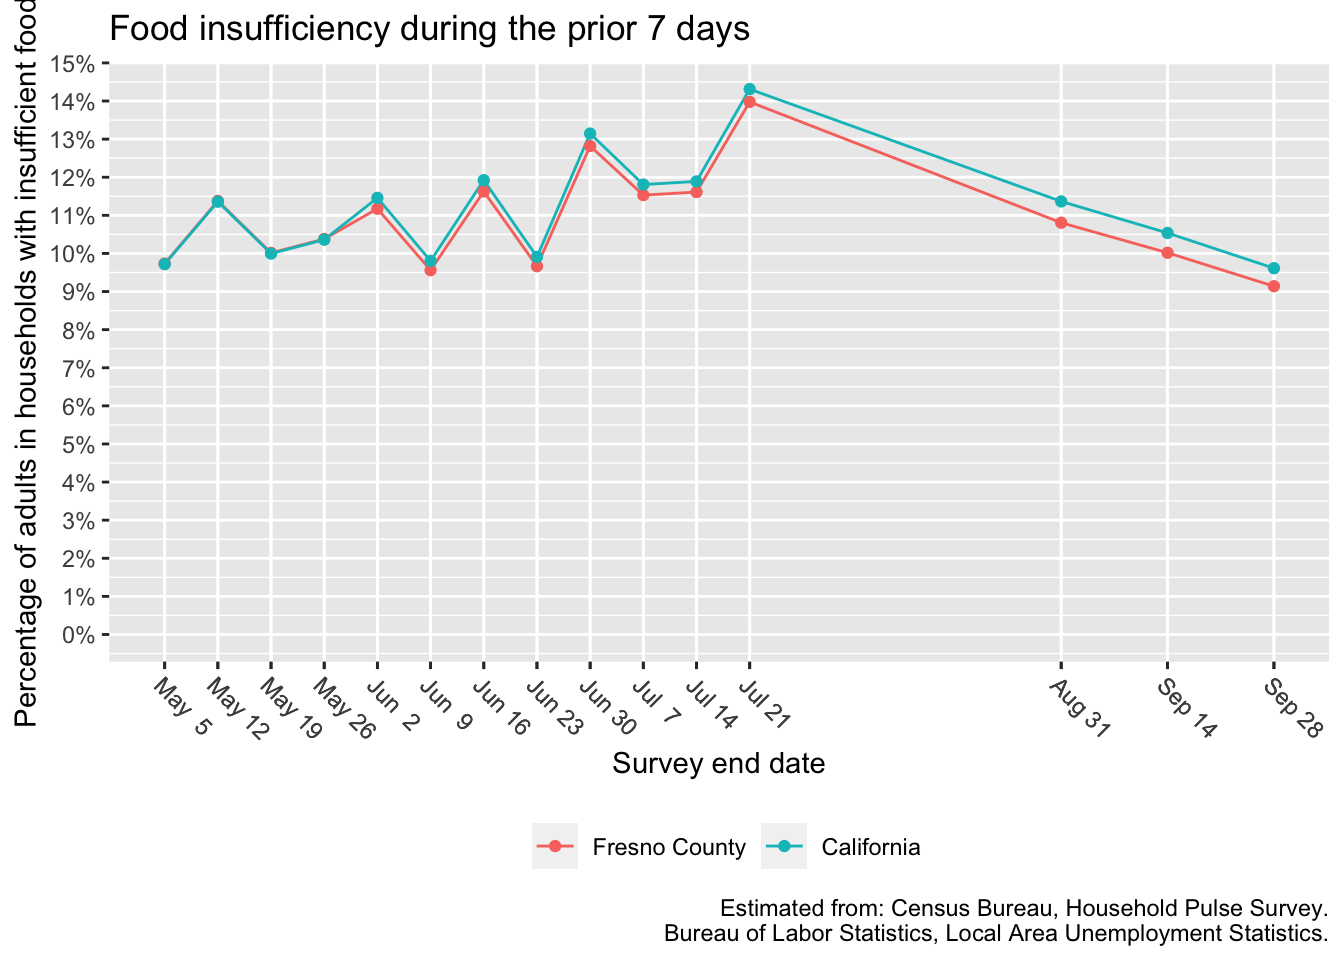 Food insufficiency during the prior 7 days
Percentage of adults in households with insufficient food
15%
14%
13%
12%
11%
10%
9%
8%
7%
6%
5%
4%
3%
2%
1%
0%
May 5
May 12
May 19
May 26
Jun 2
Jun 9
Jun 16
Jun 23
Jun 30
Jul 7
Jul 14
Jul 21
Aug 31
Sep 14
Sep 28
Survey end date
Fresno County
California
Estimated from: Census Bureau, Household Pulse Survey.
Bureau of Labor Statistics, Local Area Unemployment Statistics.